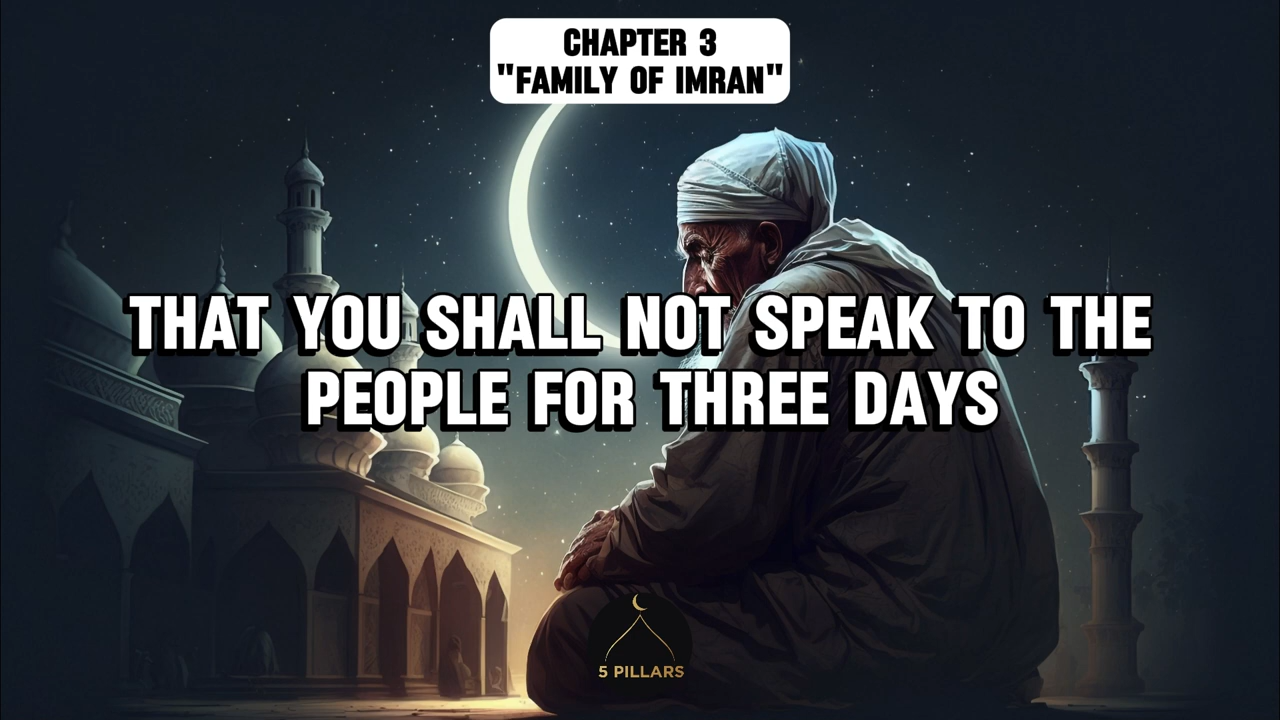 CHAPTER 3
"FAMILY OF IMRAN"
THAT YOU SHALL NOT SPEAK TO THE
PEOPLE FOR THREE DAYS
5 PILLARS